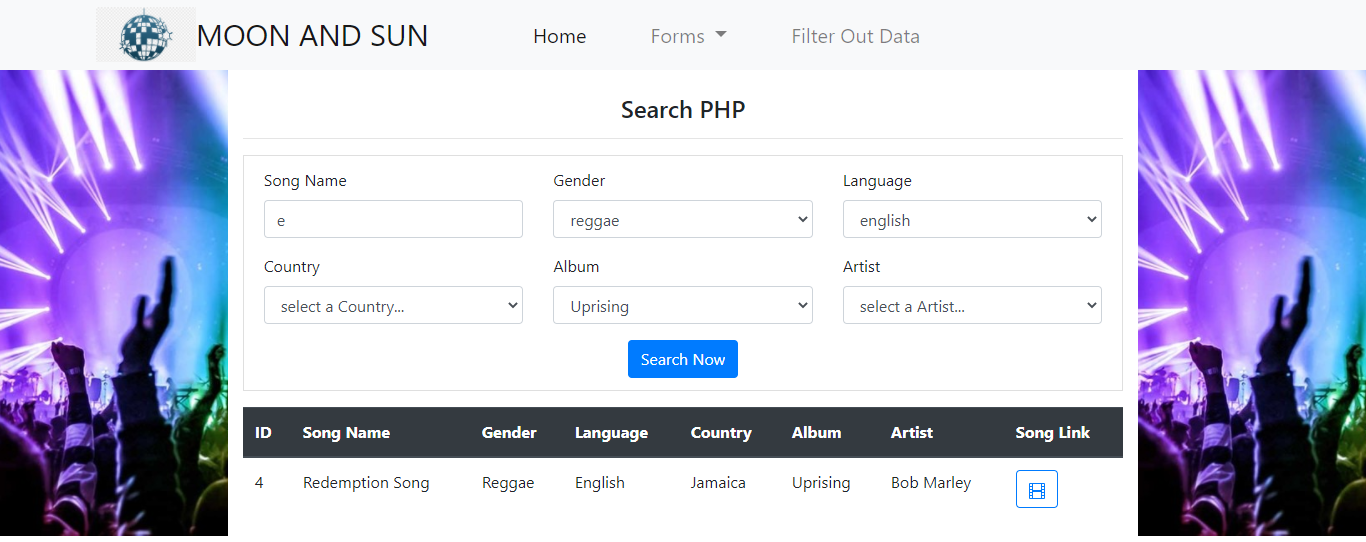 MOON AND SUN Home Forms Filter Out Data
Search PHP
Song Name Gender Language
e reggae english
Country Album Artist
select a Country... Uprising select a Artist...
Search Now
ID Song Name Gender Language Country Album Artist Song Link
4 Redemption Song Reggae English Jamaica Uprising Bob Marley